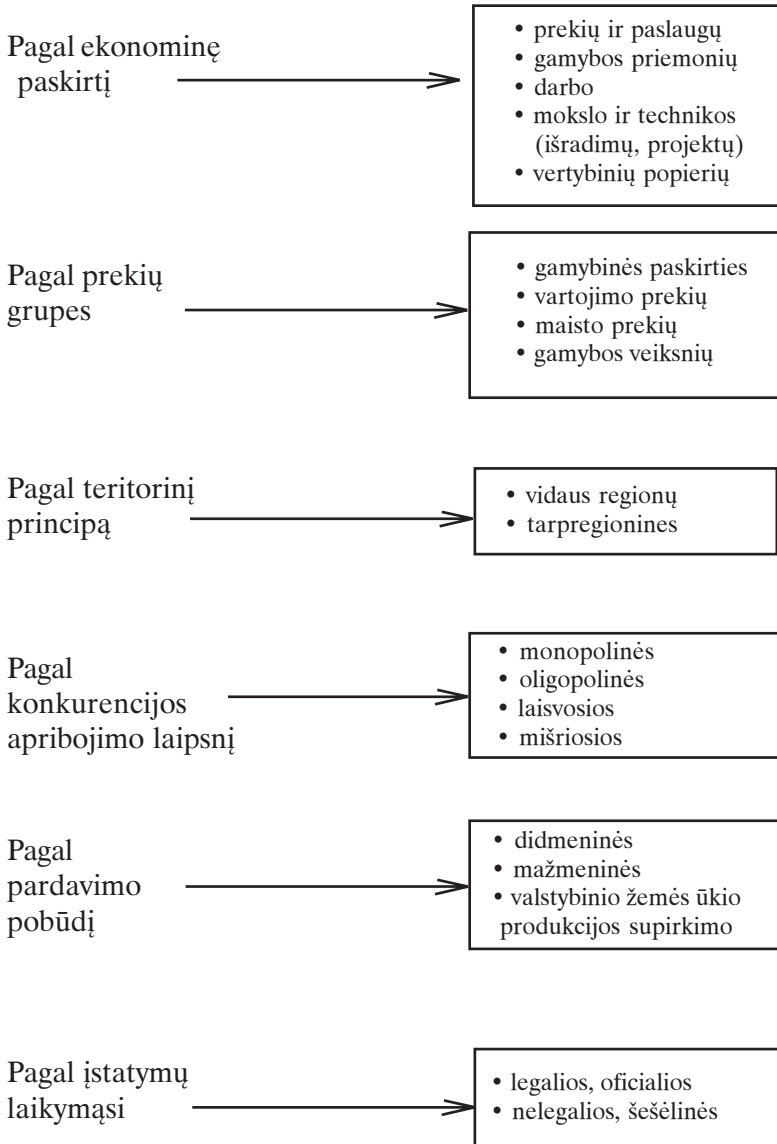 Pagal ekonominę
paskirtį
• prekių ir paslaugų
• gamybos priemonių
• darbo
• mokslo ir technikos
(išradimų, projektų)
• vertybinių popierių
Pagal prekių
grupes
• gamybinės paskirties
• vartojimo prekių
• maisto prekių
• gamybos veiksnių
Pagal teritorinį
principą
• vidaus regionų
• tarpregionines
Pagal
konkurencijos
apribojimo laipsnį
• monopolinės
• oligopolinės
• laisvosios
• mišriosios
Pagal
pardavimo
pobūdį
• didmeninės
• mažmeninės
• valstybinio žemės ūkio
produkcijos supirkimo
Pagal įstatymų
laikymąsi
• legalios, oficialios
• nelegalios, šešėlinės